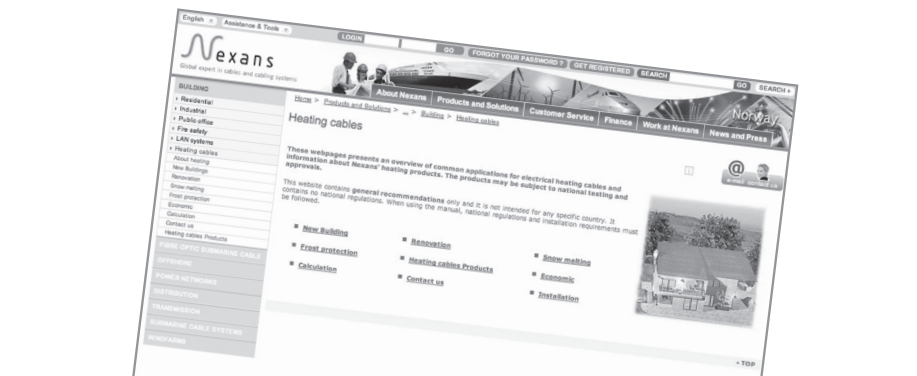 English
Assistance & Tools
LOGIN
GO
FORGOT YOUR PASSWORD ?
GET REGISTERED
SEARCH
GO
SEARCH
Nexans
Global expert in cables and cabling systems
About Nexans
Products and Solutions
Customer Service
Finance
Work at Nexans
News and Press
Norway
BUILDING
Residential
Industrial
Public office
Fire safety
LAN systems
Heating cables
About heating
New Buildings
Renovation
Snow melting
Frost protection
Economic
Calculation
Contact us
Heating cables Products
FIBRE OPTIC SUBMARINE CABLE
OFFSHORE
POWER NETWORKS
DISTRIBUTION
TRANSMISSION
SUBMARINE CABLE SYSTEMS
WINDFARMS
Home > Products and Solutions > ... > Building > Heating cables
Heating cables
@
e-mail contact us
These webpages presents an overview of common applications for electrical heating cables and
information about Nexans' heating products. The products may be subject to national testing and
approvals.
This website contains general recommendations only and it is not intended for any specific country. It
contains no national regulations. When using the manual, national regulations and installation requirements must
be followed.
New Building
Frost protection
Calculation
Renovation
Heating cables Products
Contact us
Snow melting
Economic
Installation
TOP